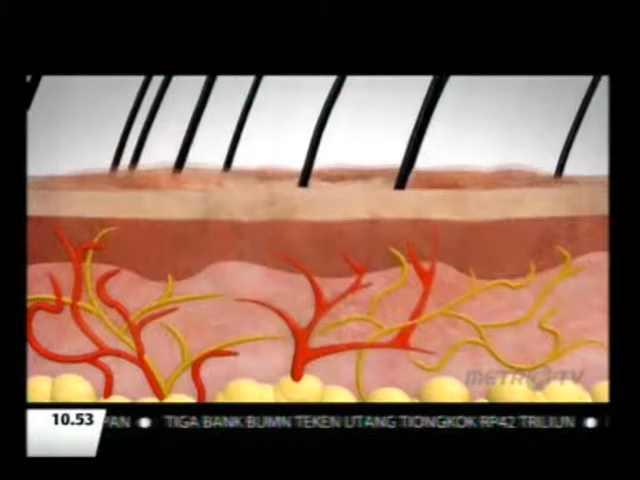 METRO TV
10.53 PAN TIGA BANK BUMN TEKEN UTANG TIONGKOK RP42 TRILIUN